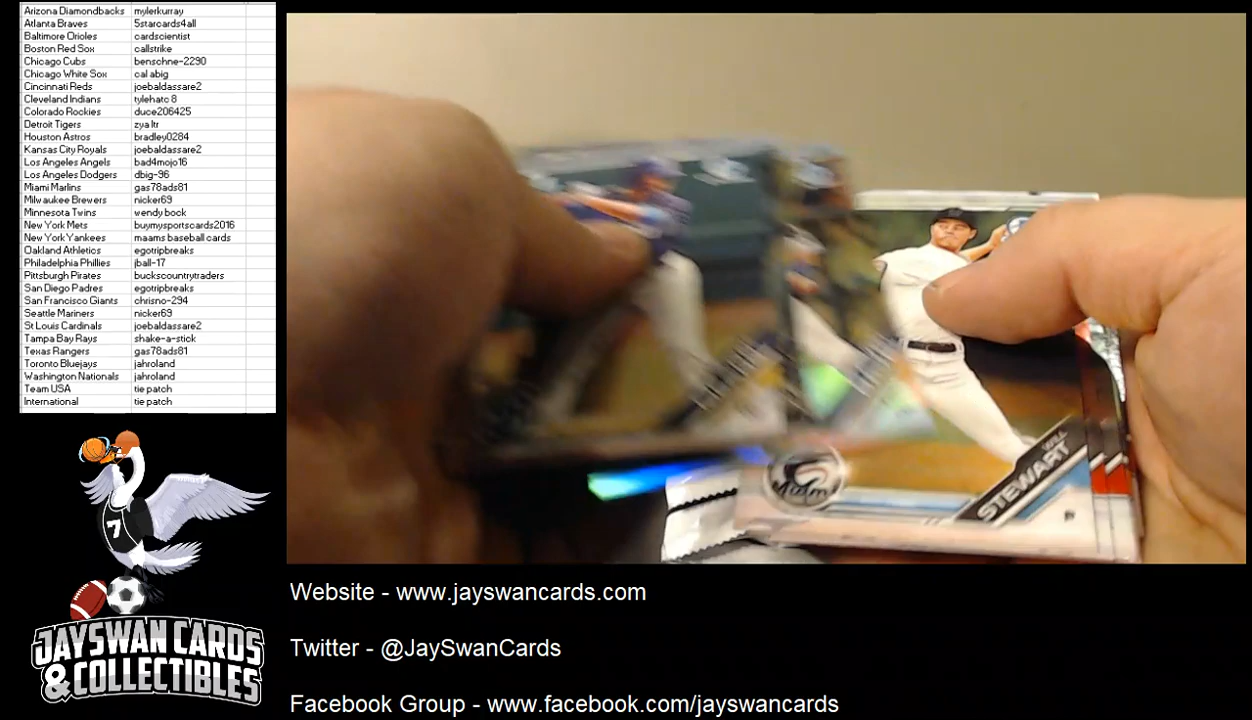 Arizona Diamondbacks mylerkurray
Atlanta Braves 5starcards4all
Baltimore Orioles cardscientist
Boston Red Sox callstrike
Chicago Cubs benschne-2290
Chicago White Sox cal abig
Cincinnati Reds joebaldassare2
Cleveland Indians tylehatc 8
Colorado Rockies duce206425
Detroit Tigers zya ltr
Houston Astros bradley0284
Kansas City Royals joebaldassare2
Los Angeles Angels bad4mojo16
Los Angeles Dodgers dbig-96
Miami Marlins gas78ads81
Milwaukee Brewers nicker69
Minnesota Twins wendy bock
New York Mets buymysportscards2016
New York Yankees maams baseball cards
Oakland Athletics egotripbreaks
Philadelphia Phillies jball-17
Pittsburgh Pirates buckscountrytraders
San Diego Padres egotripbreaks
San Francisco Giants chrisno-294
Seattle Mariners nicker69
St Louis Cardinals joebaldassare2
Tampa Bay Rays shake-a-stick
Texas Rangers gas78ads81
Toronto Bluejays jahroland
Washington Nationals jahroland
Team USA tie patch
International tie patch
WILL
STEWART
P
7
JAYSWAN CARDS
& COLLECTIBLES
Website - www.jayswancards.com
Twitter - @JaySwanCards
Facebook Group - www.facebook.com/jayswancards